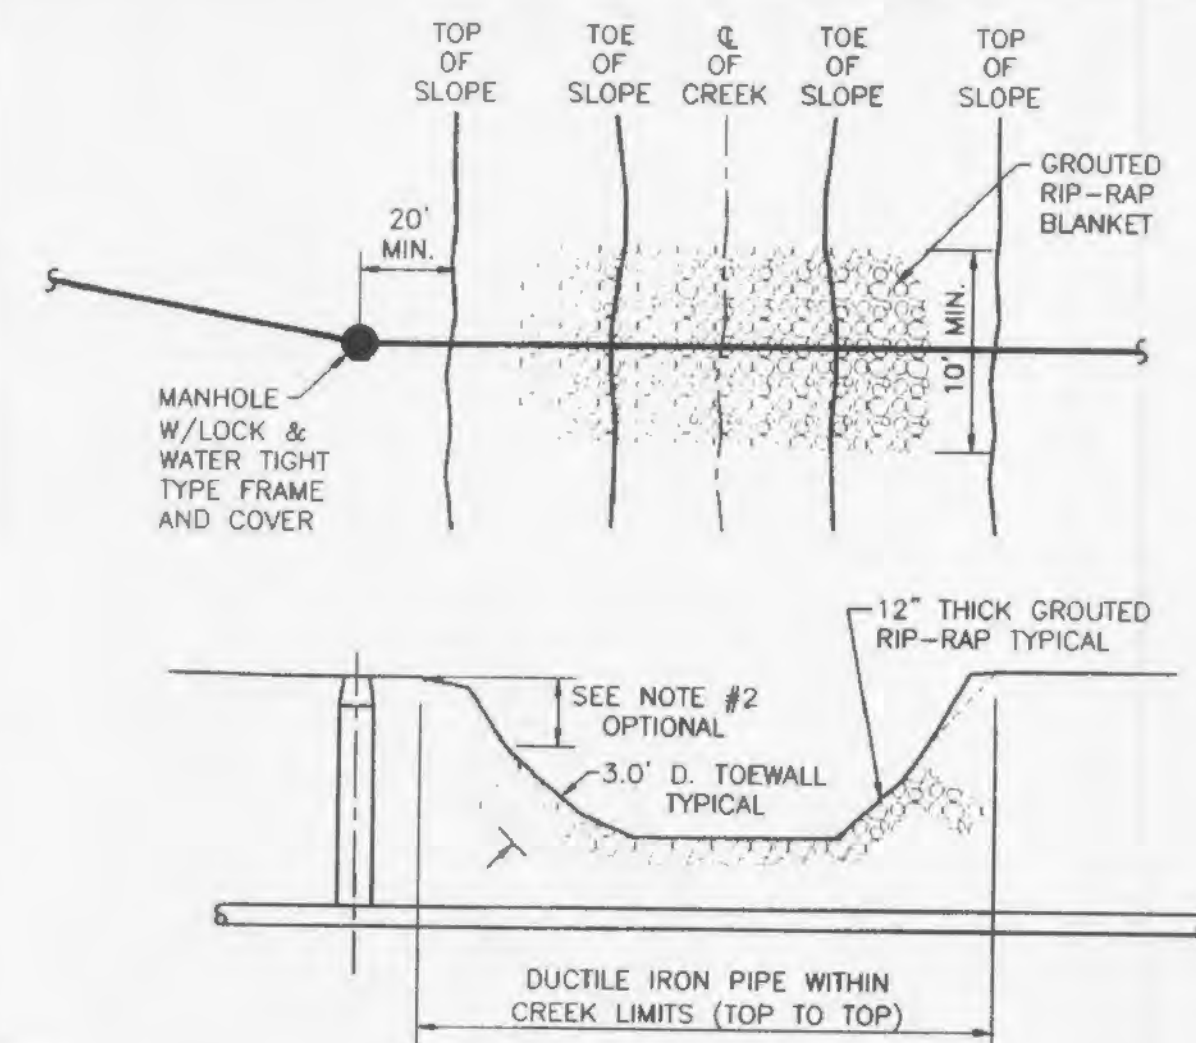 TOP
OF
SLOPE
TOE
OF
SLOPE
℄
OF
CREEK
TOE
OF
SLOPE
TOP
OF
SLOPE
GROUTED
RIP-RAP
BLANKET
20'
MIN.
10' MIN.
MANHOLE
W/LOCK &
WATER TIGHT
TYPE FRAME
AND COVER
12" THICK GROUTED
RIP-RAP TYPICAL
SEE NOTE #2
OPTIONAL
3.0' D. TOEWALL
TYPICAL
DUCTILE IRON PIPE WITHIN
CREEK LIMITS (TOP TO TOP)